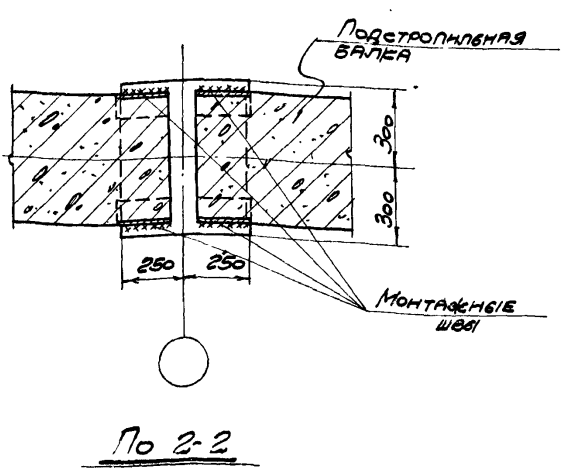 Подстропильная
балка
300
300
250 250
Монтажные
швы
По 2-2